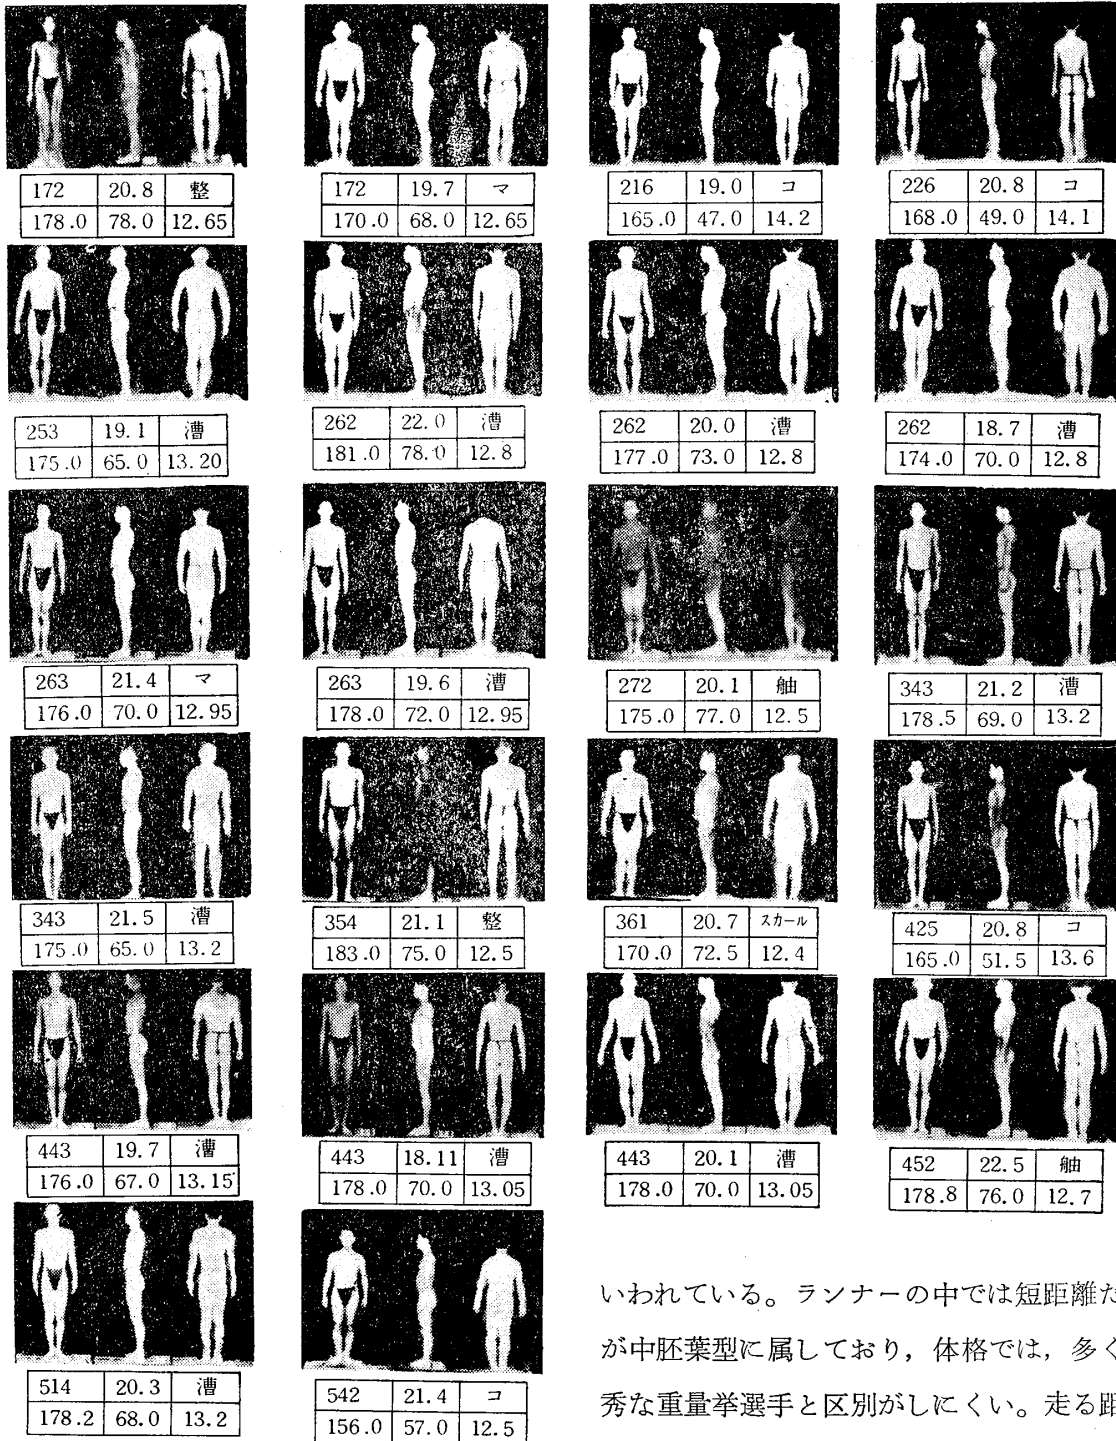 172 20.8 整
178.0 78.0 12.65
172 19.7 マ
170.0 68.0 12.65
216 19.0 コ
165.0 47.0 14.2
226 20.8 コ
168.0 49.0 14.1
253 19.1 漕
175.0 65.0 13.20
262 22.0 漕
181.0 78.0 12.8
262 20.0 漕
177.0 73.0 12.8
262 18.7 漕
174.0 70.0 12.8
263 21.4 マ
176.0 70.0 12.95
263 19.6 漕
178.0 72.0 12.95
272 20.1 舳
175.0 77.0 12.5
343 21.2 漕
178.5 69.0 13.2
343 21.5 漕
175.0 65.0 13.2
354 21.1 整
183.0 75.0 12.5
361 20.7 スカール
170.0 72.5 12.4
425 20.8 コ
165.0 51.5 13.6
443 19.7 漕
176.0 67.0 13.15
443 18.11 漕
178.0 70.0 13.05
443 20.1 漕
178.0 70.0 13.05
452 22.5 舳
178.8 76.0 12.7
514 20.3 漕
178.2 68.0 13.2
542 21.4 コ
156.0 57.0 12.5
いわれている。ランナーの中では短距離だ
が中胚葉型に属しており，体格では，多く
秀な重量挙選手と区別がしにくい。走る距